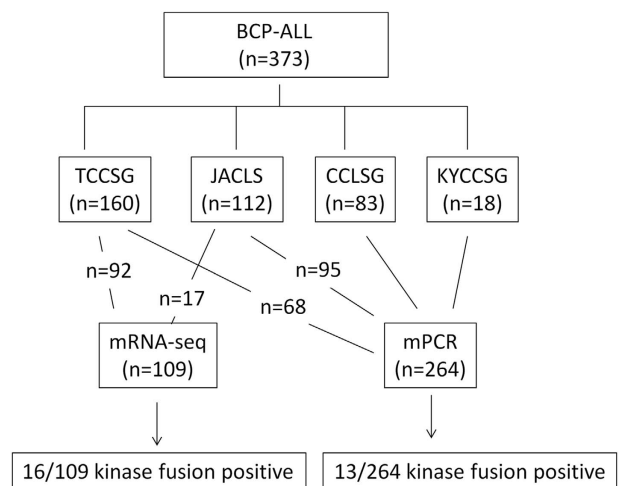 BCP-ALL
(n=373)
TCCSG
(n=160)
JACLS
(n=112)
CCLSG
(n=83)
KYCCSG
(n=18)
n=92
n=17
n=95
n=68
mRNA-seq
(n=109)
mPCR
(n=264)
16/109 kinase fusion positive
13/264 kinase fusion positive